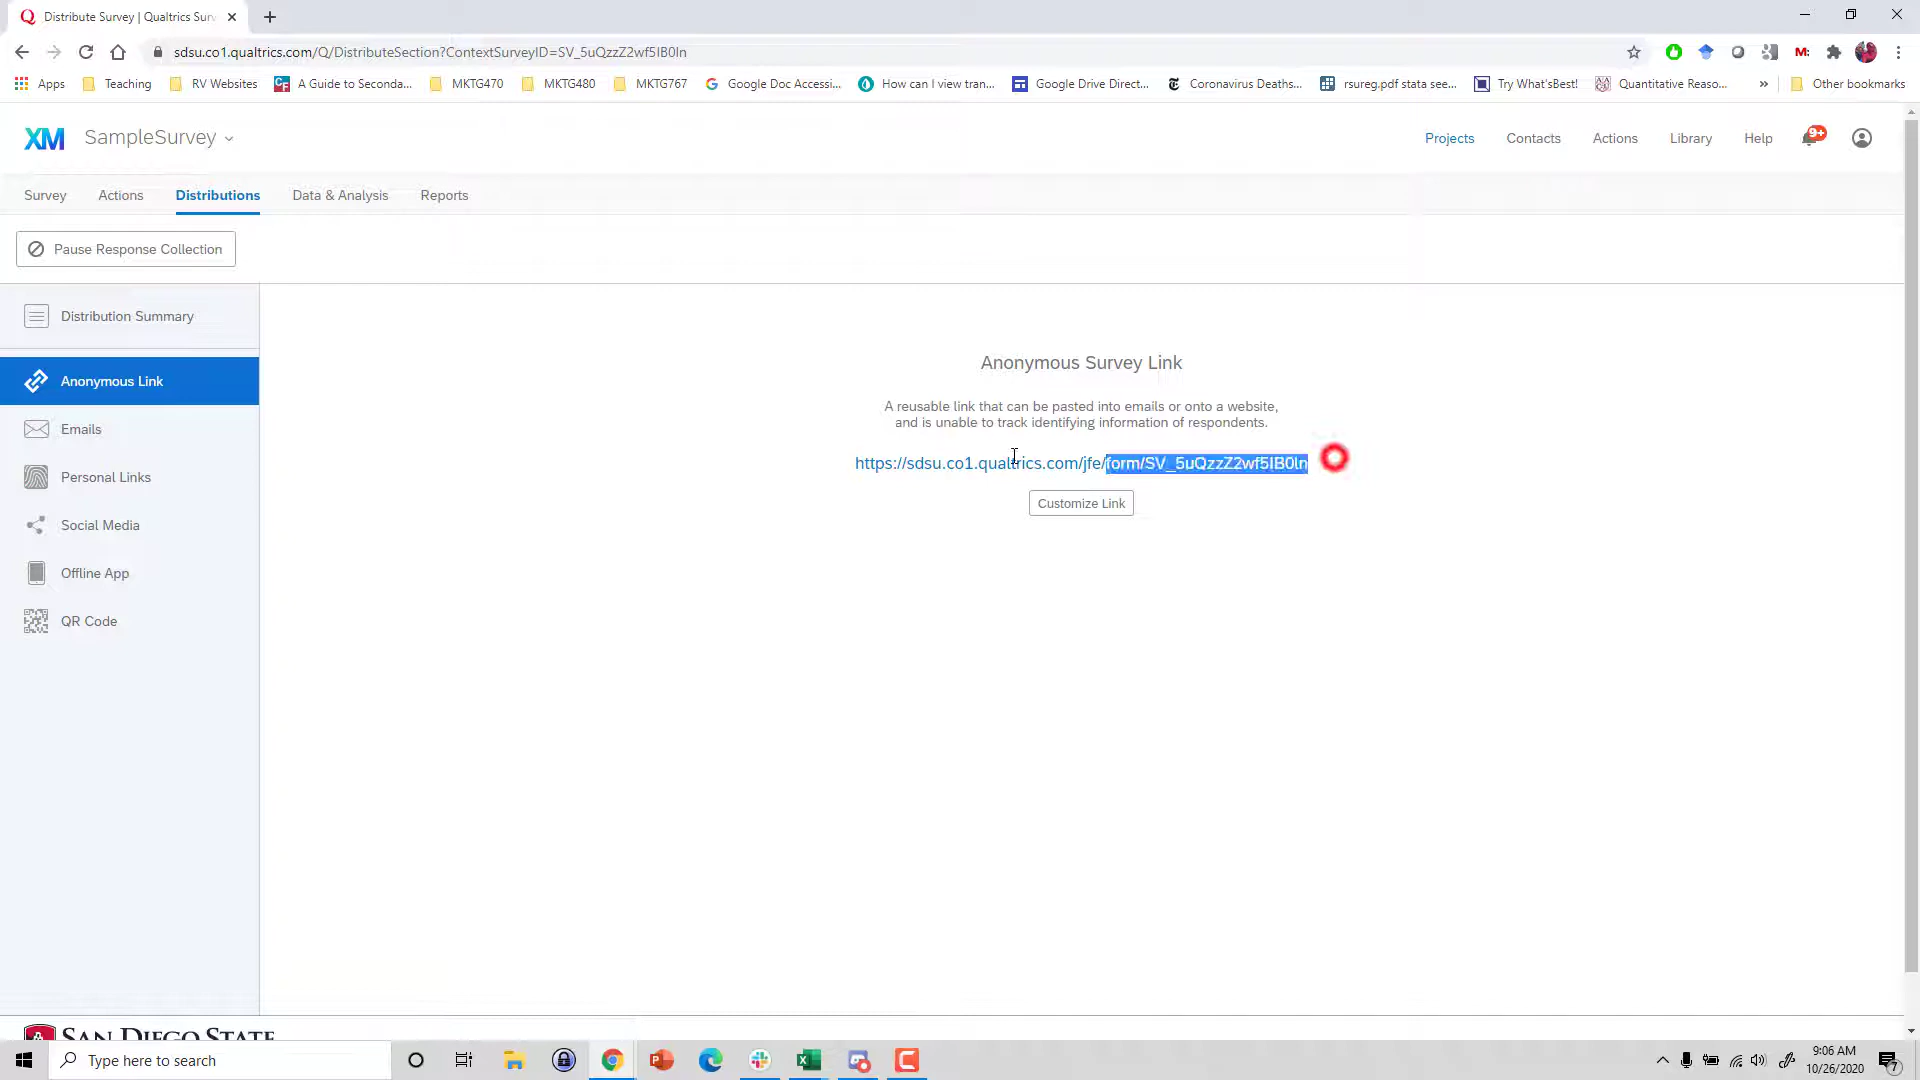 Distribute Survey | Qualtrics Surv
sdsu.co1.qualtrics.com/Q/DistributeSection?ContextSurveyID=SV_5uQzzZ2wf5IB0ln
Apps Teaching RV Websites A Guide to Seconda... MKTG470 MKTG480 MKTG767 Google Doc Accessi... How can I view tran... Google Drive Direct... Coronavirus Deaths... rsureg.pdf stata see... Try What'sBest! Quantitative Reaso... » Other bookmarks
XM SampleSurvey Projects Contacts Actions Library Help 9+
Survey Actions Distributions Data & Analysis Reports
Pause Response Collection
Distribution Summary
Anonymous Link
Emails
Personal Links
Social Media
Offline App
QR Code
Anonymous Survey Link
A reusable link that can be pasted into emails or onto a website,
and is unable to track identifying information of respondents.
https://sdsu.co1.qualtrics.com/jfe/form/SV_5uQzzZ2wf5IB0ln
Customize Link
SAN DIEGO STATE
Type here to search
9:06 AM
10/26/2020
7